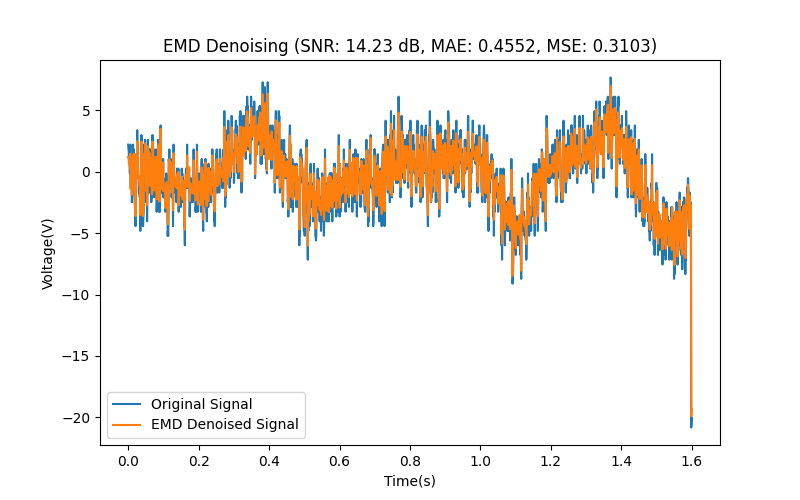 EMD Denoising (SNR: 14.23 dB, MAE: 0.4552, MSE: 0.3103)
5
0
−5
−10
−15
−20
Voltage(V)
Original Signal
EMD Denoised Signal
0.0 0.2 0.4 0.6 0.8 1.0 1.2 1.4 1.6
Time(s)